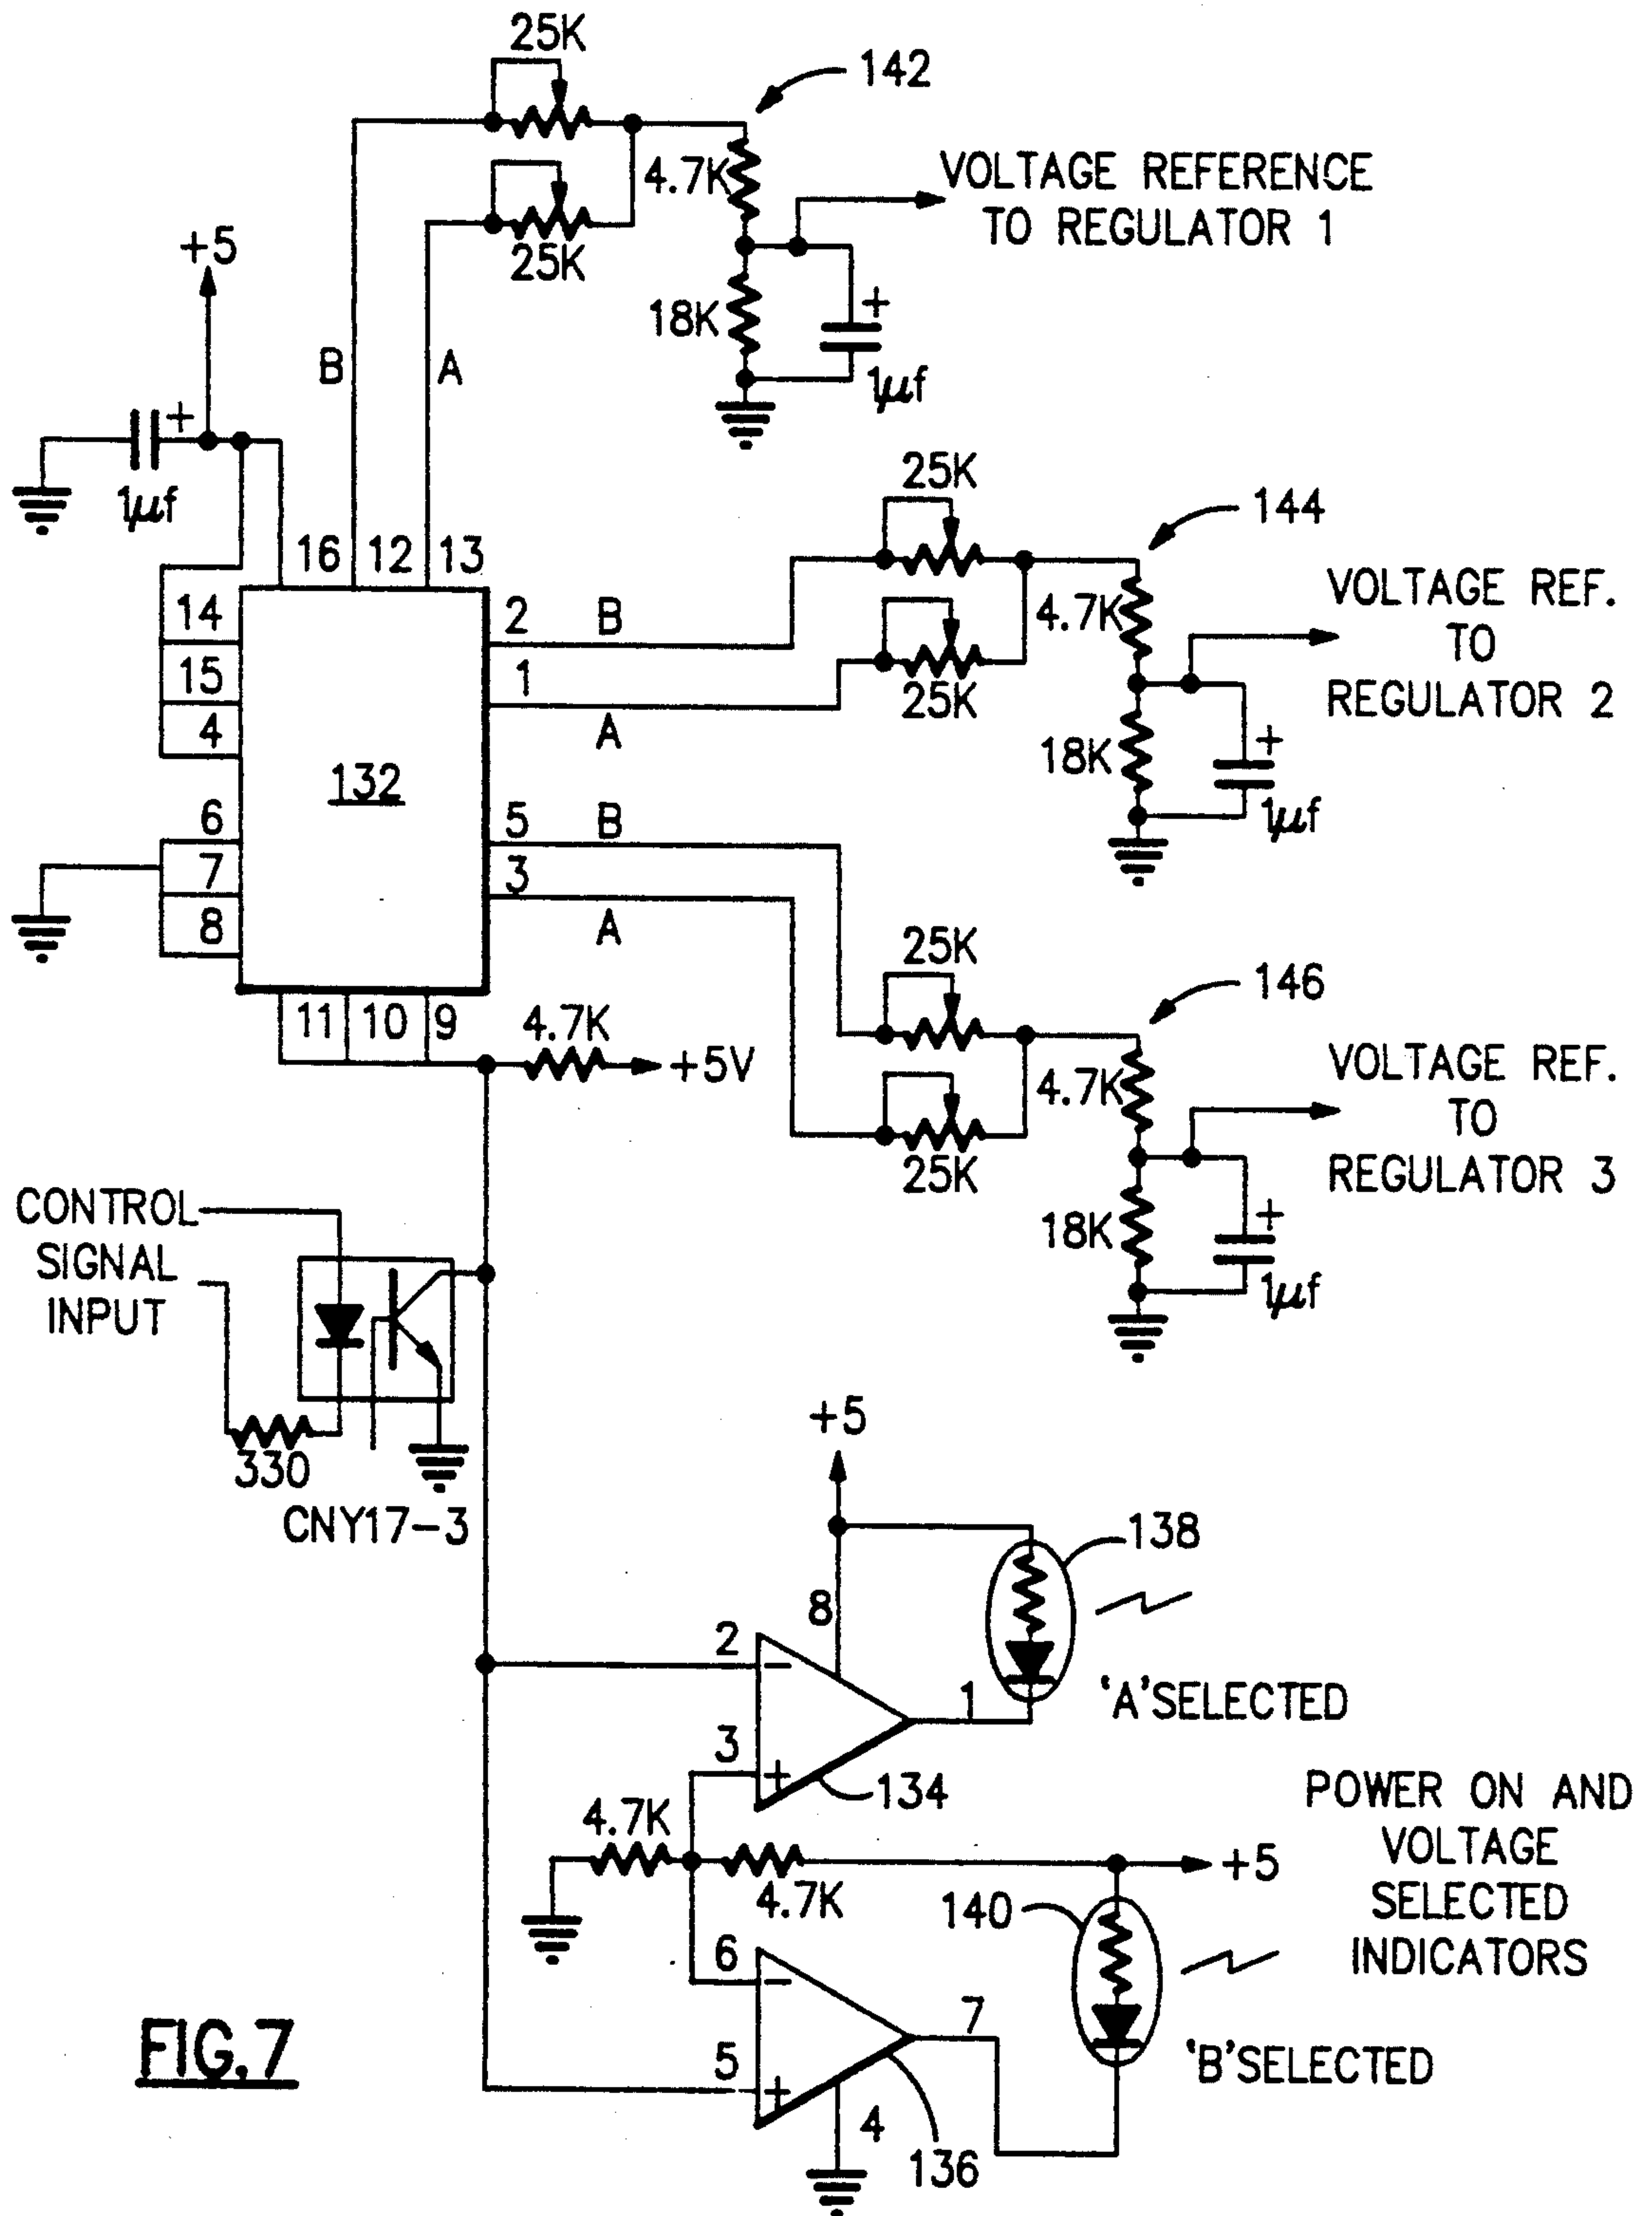 25K
142
4.7K
VOLTAGE REFERENCE
TO REGULATOR 1
25K
+5
18K
+
1µf
B
A
+
1µf
16
12
13
25K
144
VOLTAGE REF.
TO
REGULATOR 2
4.7K
25K
18K
+
1µf
14
15
4
2
B
1
A
132
6
7
8
5
B
3
A
25K
146
VOLTAGE REF.
TO
REGULATOR 3
4.7K
25K
18K
+
1µf
11
10
9
4.7K
+5V
CONTROL
SIGNAL
INPUT
330
CNY17-3
+5
138
8
2
-
1
'A'SELECTED
3
+
134
4.7K
4.7K
+5
POWER ON AND
VOLTAGE
SELECTED
INDICATORS
140
6
-
7
5
+
'B'SELECTED
4
136
FIG.7